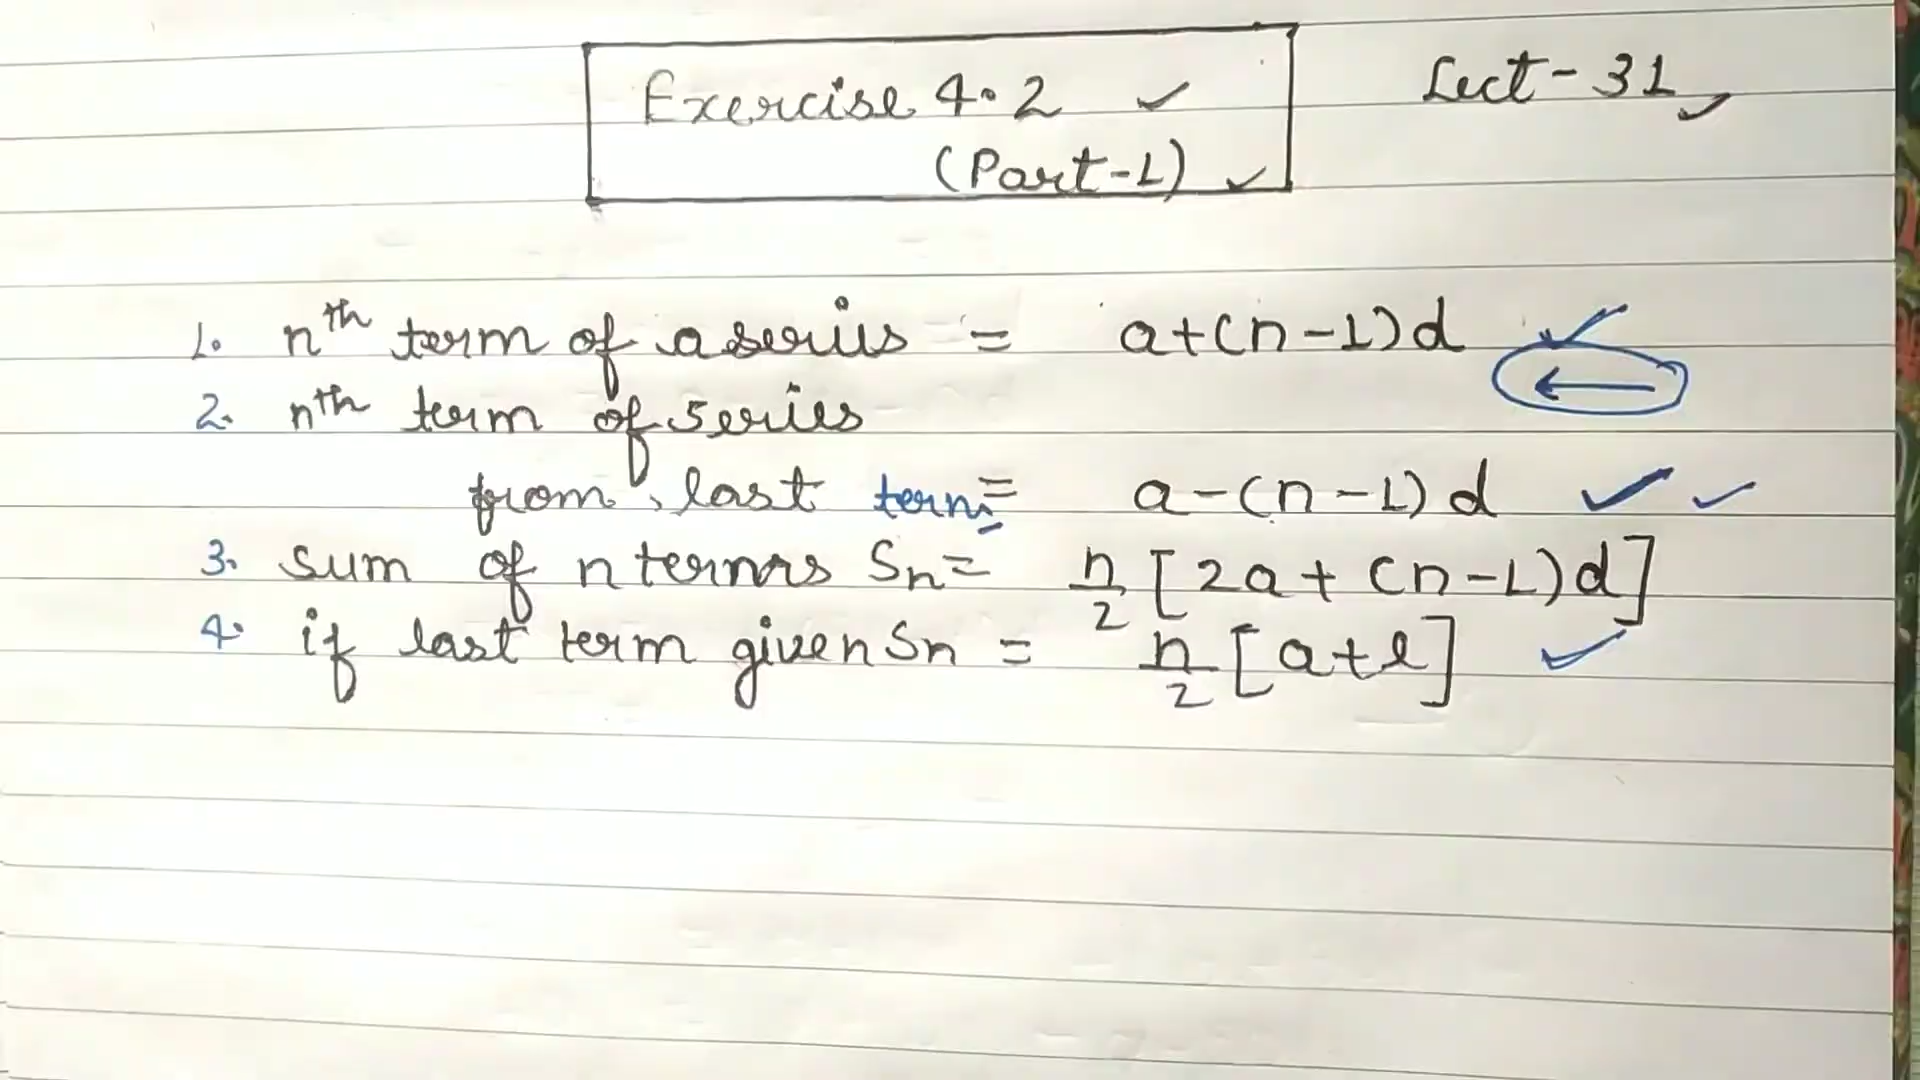 Exercise 4.2 ✓
(Part-1) ✓
Lect-31 ✓
1. nth term of a series = a+(n-1)d ✓
←
2. nth term of series
from last term = a-(n-1)d ✓ ✓
3. sum of n terms Sn = n/2 [2a+(n-1)d]
4. if last term given Sn = n/2 [a+l] ✓